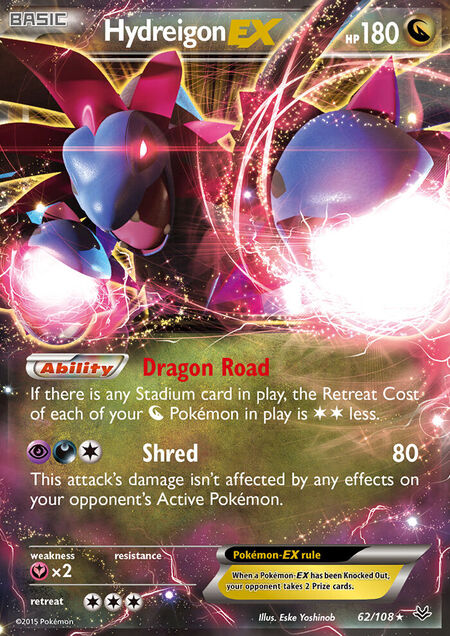 BASIC
Hydreigon EX HP 180
Ability Dragon Road
If there is any Stadium card in play, the Retreat Cost
of each of your Pokémon in play is less.
Shred 80
This attack's damage isn't affected by any effects on
your opponent's Active Pokémon.
weakness resistance
×2
retreat
Pokémon-EX rule
When a Pokémon-EX has been Knocked Out,
your opponent takes 2 Prize cards.
©2015 Pokémon
Illus. Eske Yoshinob
62/108★